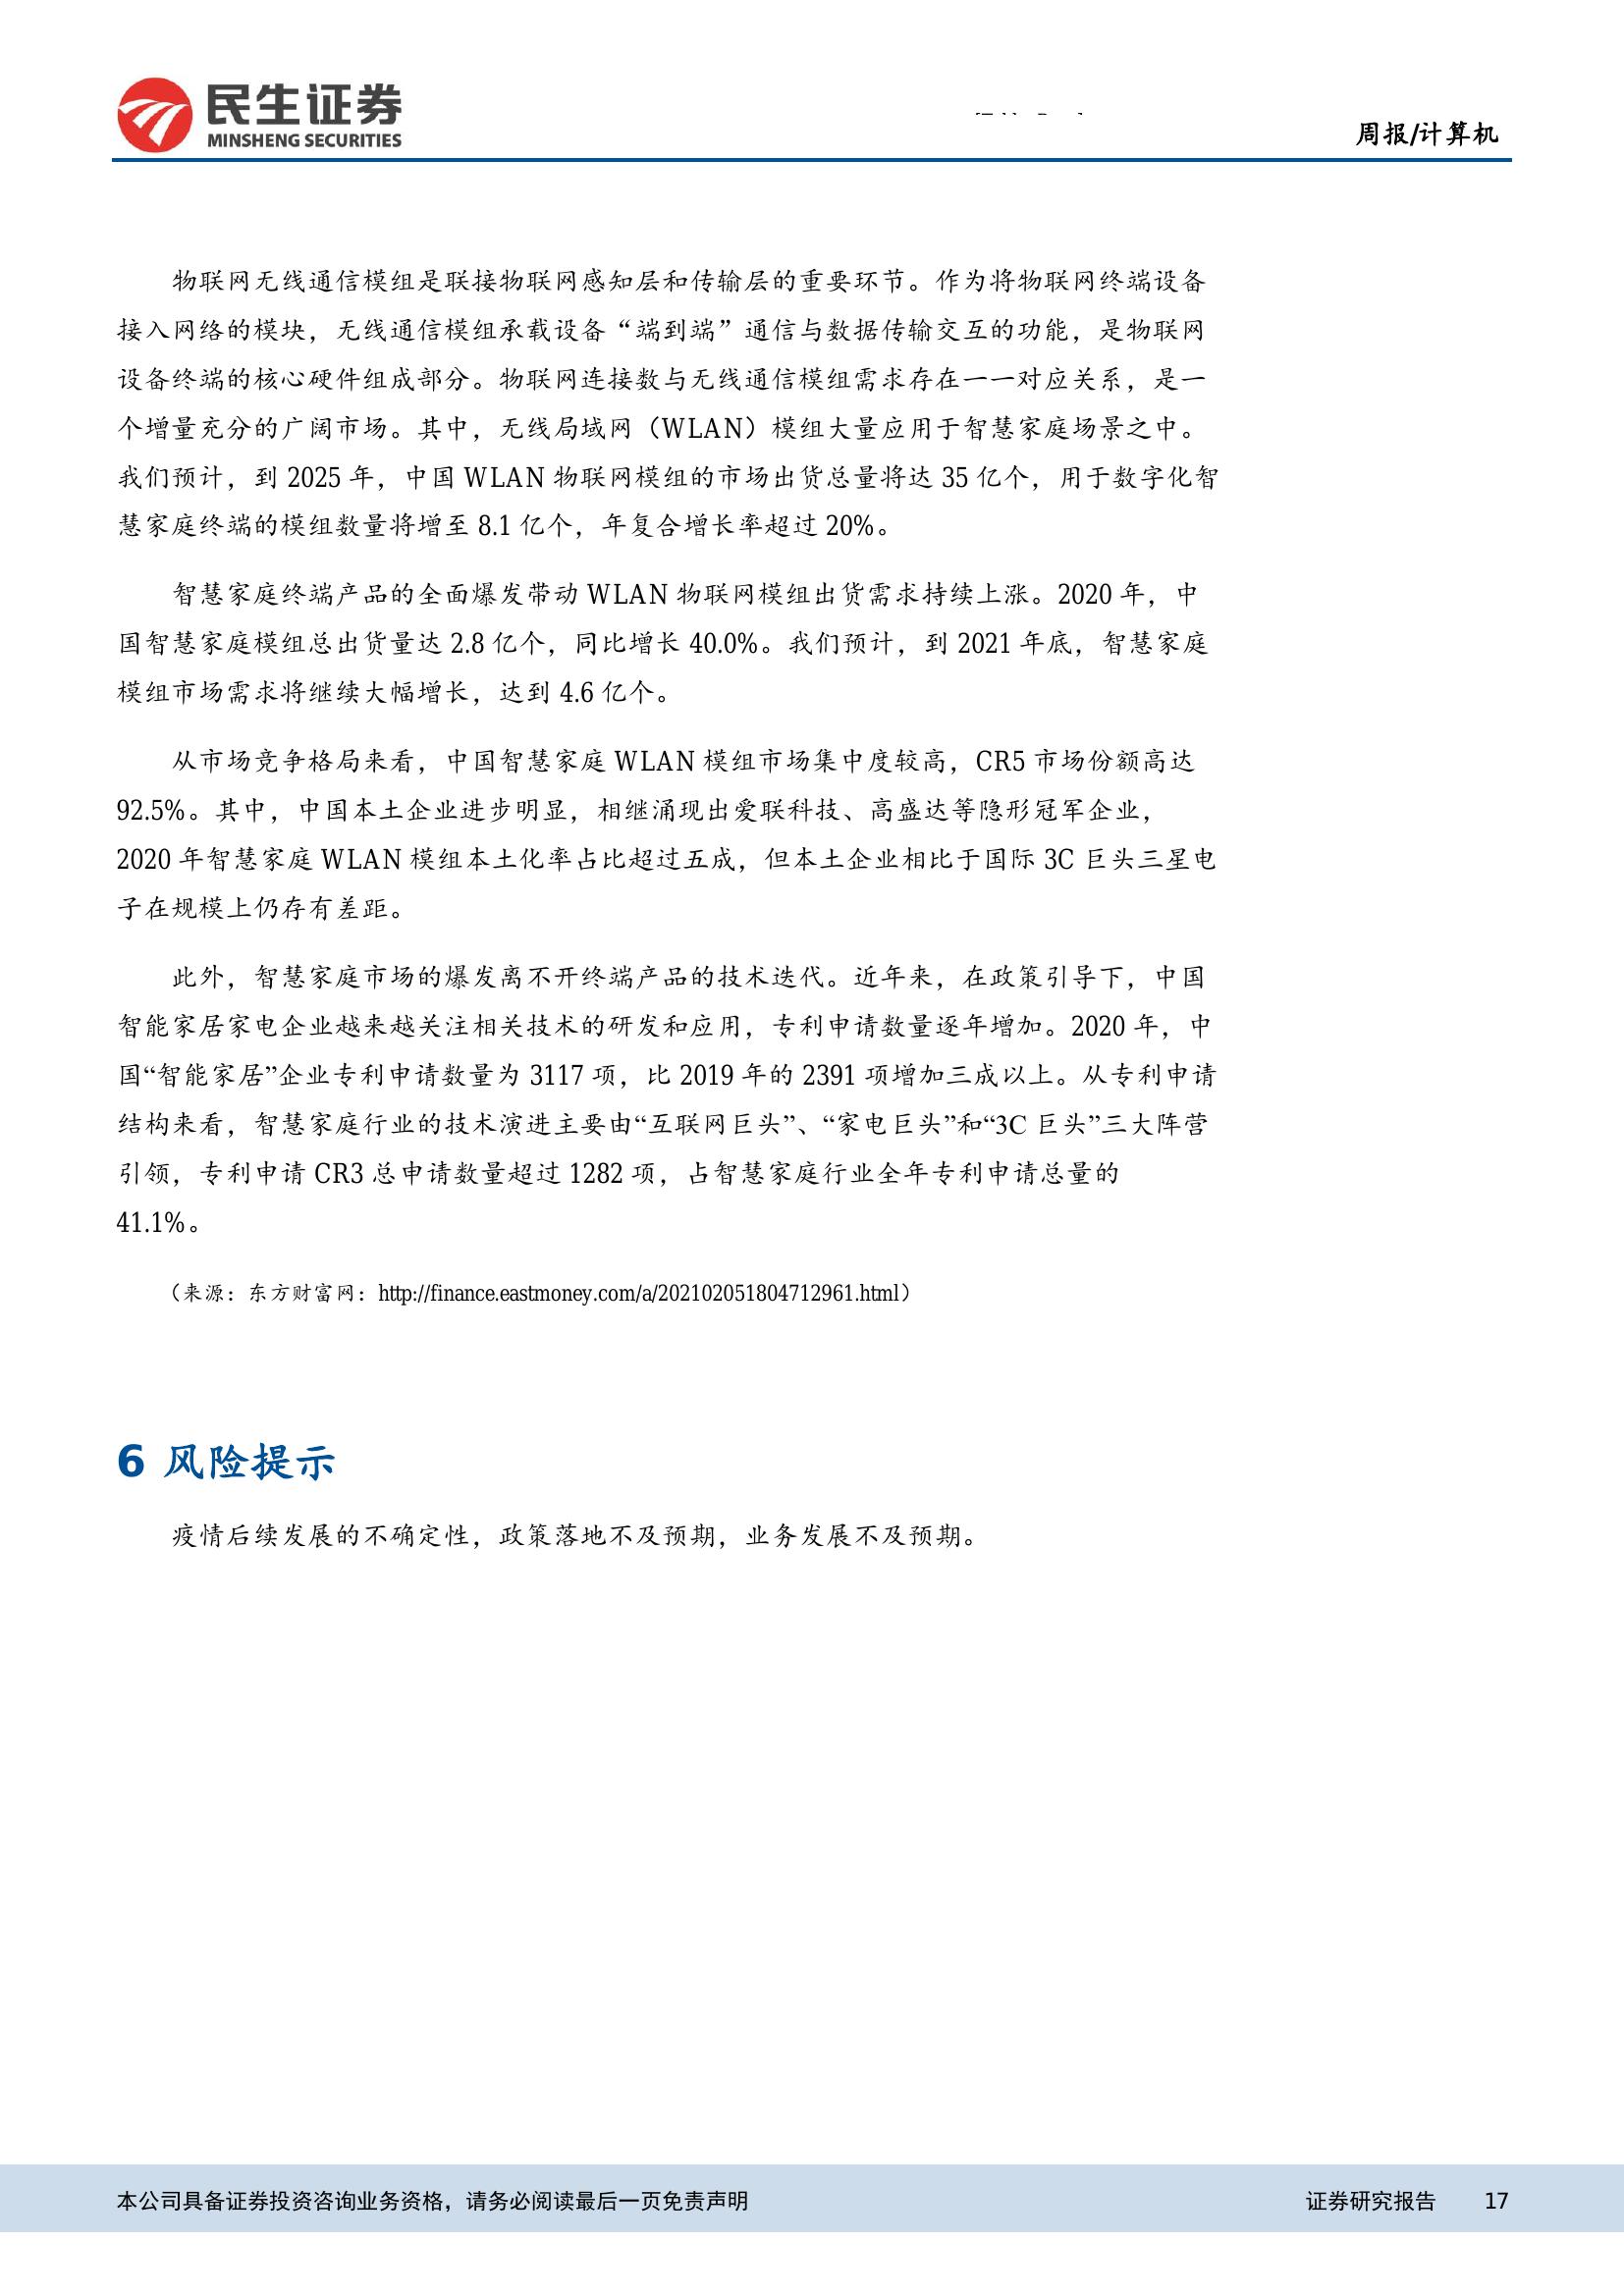 民生证券
MINSHENG SECURITIES
周报/计算机
物联网无线通信模组是联接物联网感知层和传输层的重要环节。作为将物联网终端设备
接入网络的模块，无线通信模组承载设备“端到端”通信与数据传输交互的功能，是物联网
设备终端的核心硬件组成部分。物联网连接数与无线通信模组需求存在一一对应关系，是一
个增量充分的广阔市场。其中，无线局域网（WLAN）模组大量应用于智慧家庭场景之中。
我们预计，到 2025 年，中国 WLAN 物联网模组的市场出货总量将达 35 亿个，用于数字化智
慧家庭终端的模组数量将增至 8.1 亿个，年复合增长率超过 20%。
智慧家庭终端产品的全面爆发带动 WLAN 物联网模组出货需求持续上涨。2020 年，中
国智慧家庭模组总出货量达 2.8 亿个，同比增长 40.0%。我们预计，到 2021 年底，智慧家庭
模组市场需求将继续大幅增长，达到 4.6 亿个。
从市场竞争格局来看，中国智慧家庭 WLAN 模组市场集中度较高，CR5 市场份额高达
92.5%。其中，中国本土企业进步明显，相继涌现出爱联科技、高盛达等隐形冠军企业，
2020 年智慧家庭 WLAN 模组本土化率占比超过五成，但本土企业相比于国际 3C 巨头三星电
子在规模上仍存有差距。
此外，智慧家庭市场的爆发离不开终端产品的技术迭代。近年来，在政策引导下，中国
智能家居家电企业越来越关注相关技术的研发和应用，专利申请数量逐年增加。2020 年，中
国“智能家居”企业专利申请数量为 3117 项，比 2019 年的 2391 项增加三成以上。从专利申请
结构来看，智慧家庭行业的技术演进主要由“互联网巨头”、“家电巨头”和“3C 巨头”三大阵营
引领，专利申请 CR3 总申请数量超过 1282 项，占智慧家庭行业全年专利申请总量的
41.1%。
（来源：东方财富网：http://finance.eastmoney.com/a/202102051804712961.html）
6 风险提示
疫情后续发展的不确定性，政策落地不及预期，业务发展不及预期。
本公司具备证券投资咨询业务资格，请务必阅读最后一页免责声明
证券研究报告 17